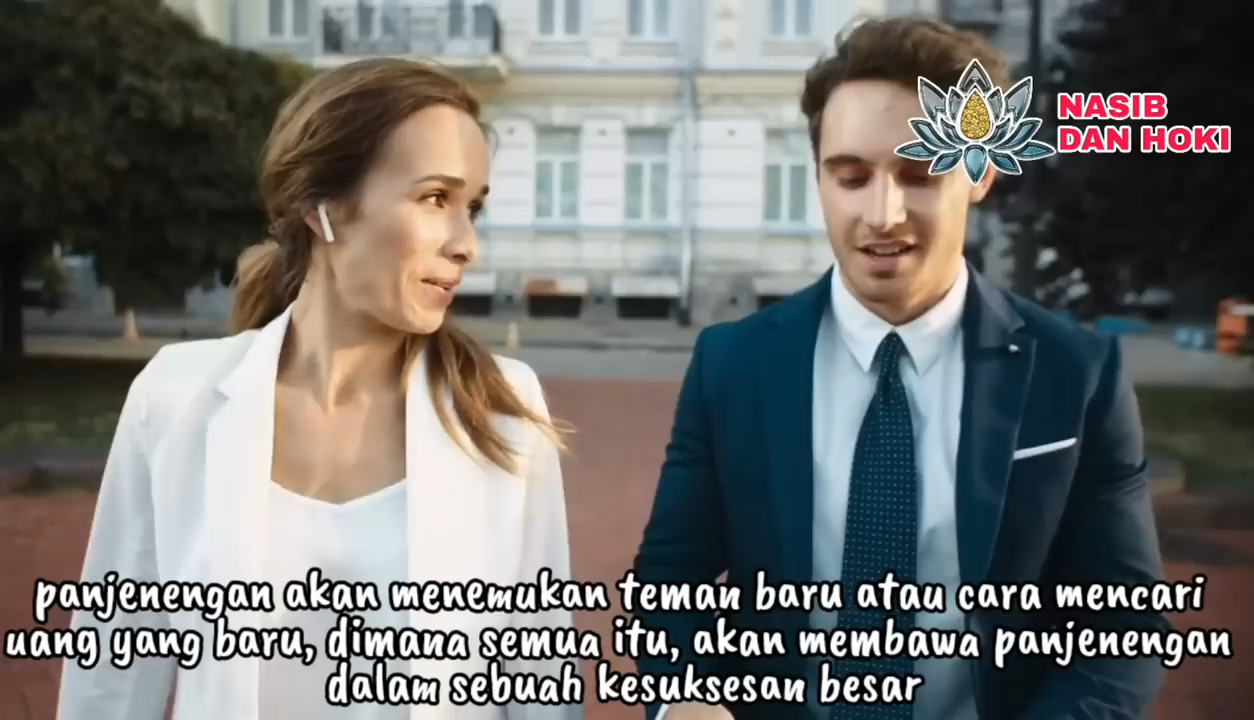 NASIB
DAN HOKI
panjenengan akan menemukan teman baru atau cara mencari
uang yang baru, dimana semua itu, akan membawa panjenengan
dalam sebuah kesuksesan besar